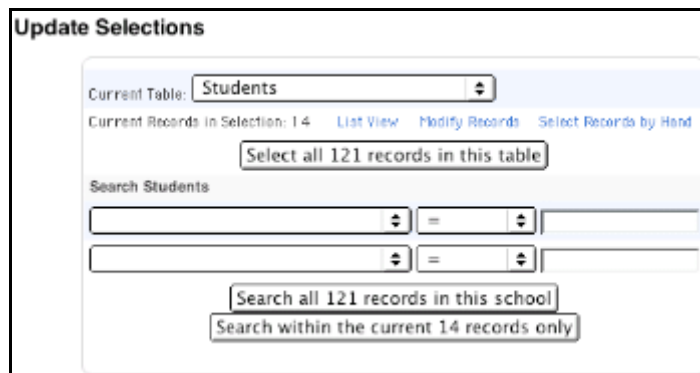 Update Selections
Current Table: Students
Current Records in Selection: 14 List View Modify Records Select Records by Hand
Select all 121 records in this table
Search Students
=
=
Search all 121 records in this school
Search within the current 14 records only